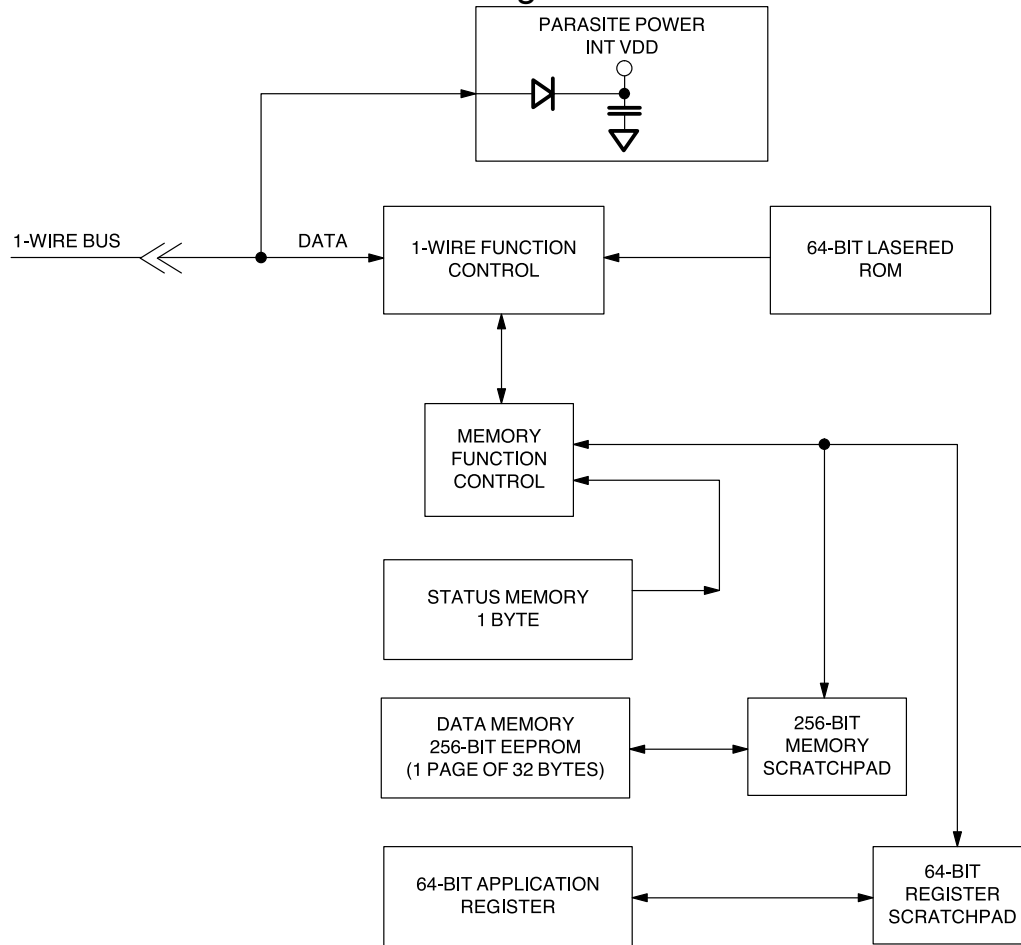 PARASITE POWER
INT VDD
1-WIRE BUS
DATA
1-WIRE FUNCTION
CONTROL
64-BIT LASERED
ROM
MEMORY
FUNCTION
CONTROL
STATUS MEMORY
1 BYTE
DATA MEMORY
256-BIT EEPROM
(1 PAGE OF 32 BYTES)
256-BIT
MEMORY
SCRATCHPAD
64-BIT APPLICATION
REGISTER
64-BIT
REGISTER
SCRATCHPAD